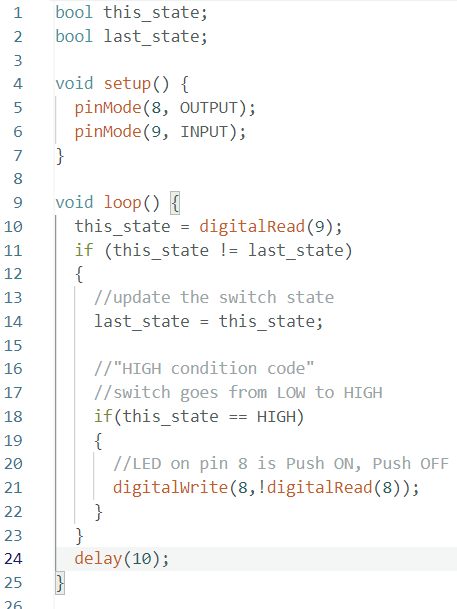 1 bool this_state;
2 bool last_state;
3
4 void setup() {
5   pinMode(8, OUTPUT);
6   pinMode(9, INPUT);
7 }
8
9 void loop() {
10   this_state = digitalRead(9);
11   if (this_state != last_state)
12   {
13     //update the switch state
14     last_state = this_state;
15
16     //"HIGH condition code"
17     //switch goes from LOW to HIGH
18     if(this_state == HIGH)
19     {
20       //LED on pin 8 is Push ON, Push OFF
21       digitalWrite(8,!digitalRead(8));
22     }
23   }
24   delay(10);
25 }
26